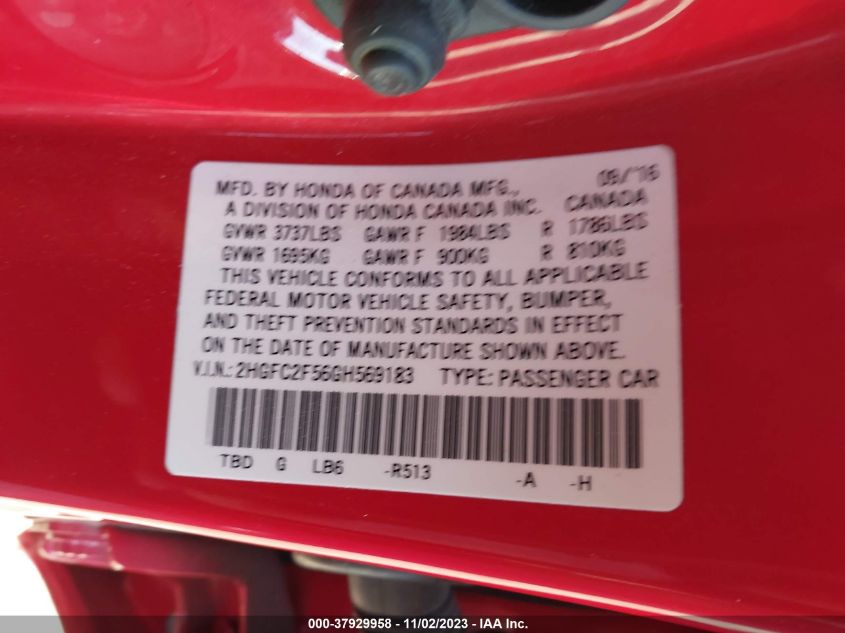 MFD. BY HONDA OF CANADA MFG., 09/'16
A DIVISION OF HONDA CANADA INC. CANADA
GVWR 3737LBS GAWR F 1984LBS R 1786LBS
GVWR 1695KG GAWR F 900KG R 810KG
THIS VEHICLE CONFORMS TO ALL APPLICABLE
FEDERAL MOTOR VEHICLE SAFETY, BUMPER,
AND THEFT PREVENTION STANDARDS IN EFFECT
ON THE DATE OF MANUFACTURE SHOWN ABOVE.
V.I.N.: 2HGFC2F56GH569183 TYPE: PASSENGER CAR
TBD G LB6 -R513 -A -H
000-37929958 - 11/02/2023 - IAA Inc.